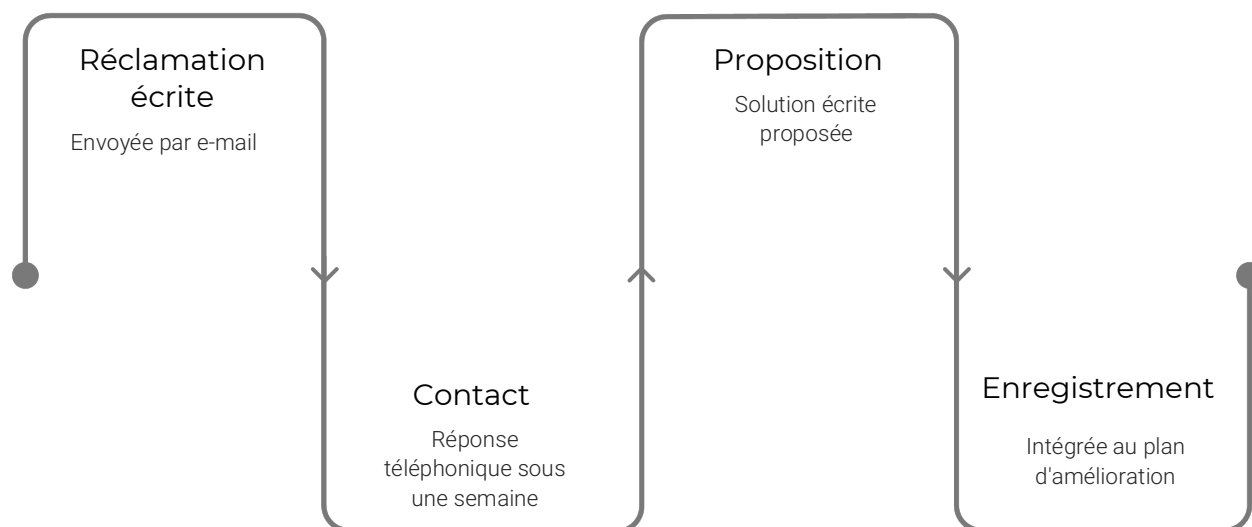 Réclamation
écrite
Envoyée par e-mail
Contact
Réponse
téléphonique sous
une semaine
Proposition
Solution écrite
proposée
Enregistrement
Intégrée au plan
d'amélioration